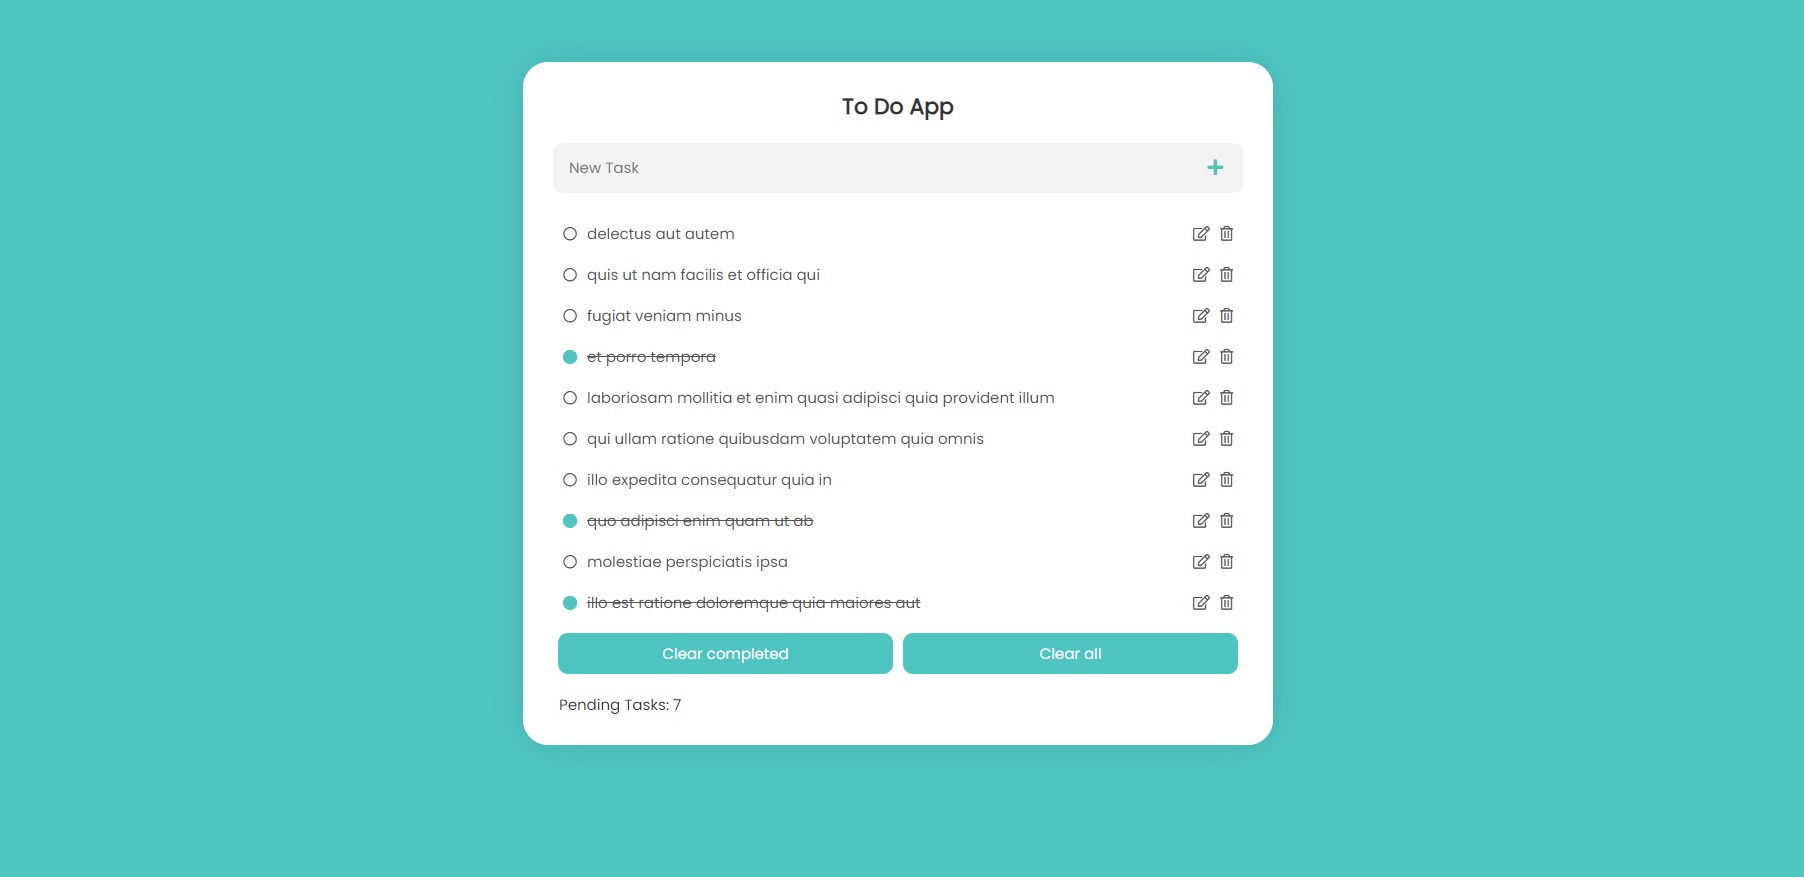 To Do App
New Task
delectus aut autem
quis ut nam facilis et officia qui
fugiat veniam minus
et porro tempora
laboriosam mollitia et enim quasi adipisci quia provident illum
qui ullam ratione quibusdam voluptatem quia omnis
illo expedita consequatur quia in
quo adipisci enim quam ut ab
molestiae perspiciatis ipsa
illo est ratione doloremque quia maiores aut
Clear completed
Clear all
Pending Tasks: 7